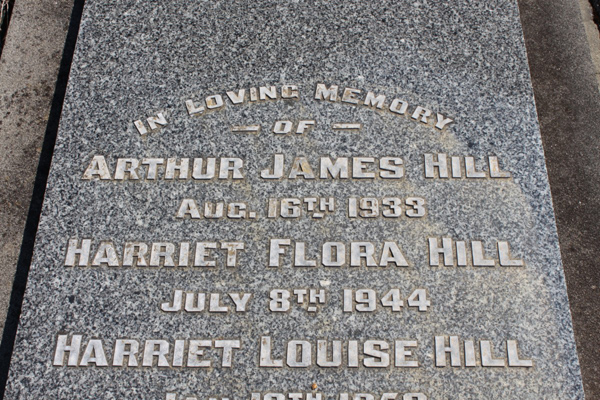 IN LOVING MEMORY
— OF —
ARTHUR JAMES HILL
AUG. 16TH 1933
HARRIET FLORA HILL
JULY 8TH 1944
HARRIET LOUISE HILL